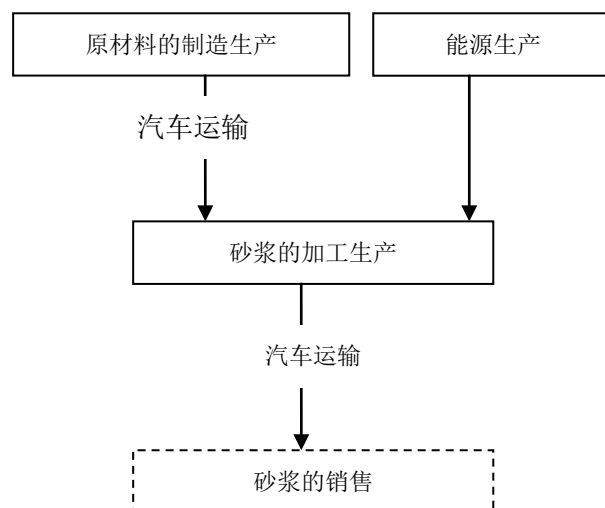 原材料的制造生产
能源生产
汽车运输
砂浆的加工生产
汽车运输
砂浆的销售